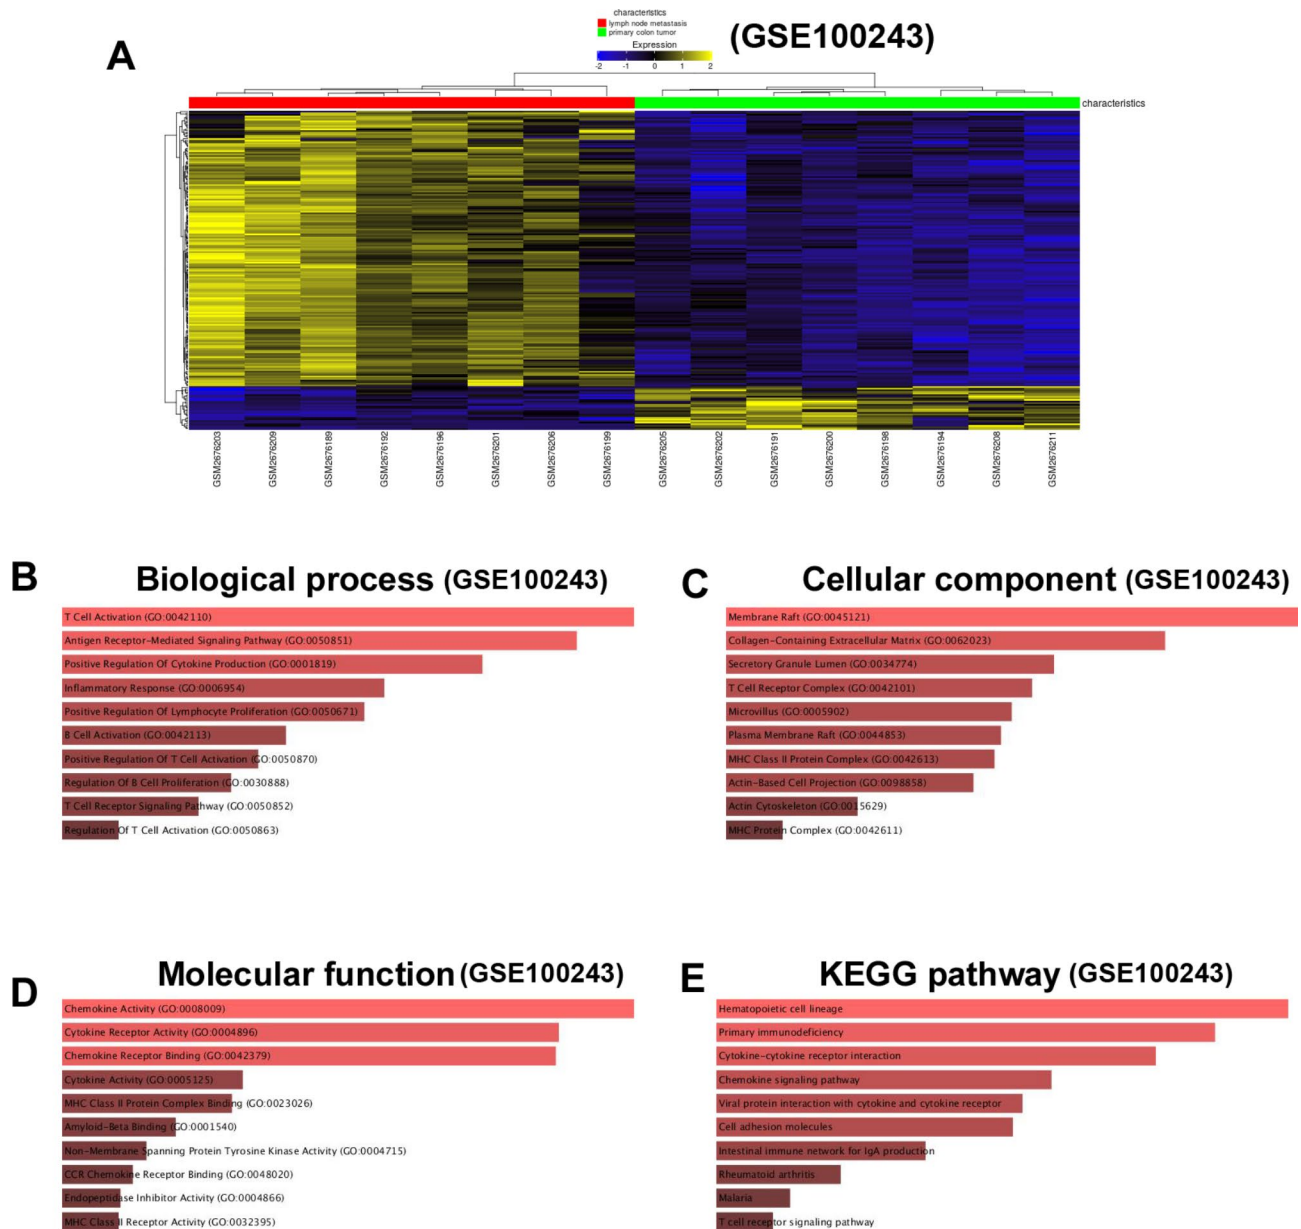 characteristics
lymph node metastasis
primary colon tumor
Expression
-2 -1 0 1 2
(GSE100243)
A
characteristics
GSM2676203
GSM2676209
GSM2676189
GSM2676192
GSM2676196
GSM2676201
GSM2676206
GSM2676199
GSM2676205
GSM2676202
GSM2676191
GSM2676200
GSM2676198
GSM2676194
GSM2676208
GSM2676211
B
Biological process (GSE100243)
T Cell Activation (GO:0042110)
Antigen Receptor-Mediated Signaling Pathway (GO:0050851)
Positive Regulation Of Cytokine Production (GO:0001819)
Inflammatory Response (GO:0006954)
Positive Regulation Of Lymphocyte Proliferation (GO:0050671)
B Cell Activation (GO:0042113)
Positive Regulation Of T Cell Activation (GO:0050870)
Regulation Of B Cell Proliferation (GO:0030888)
T Cell Receptor Signaling Pathway (GO:0050852)
Regulation Of T Cell Activation (GO:0050863)
C
Cellular component (GSE100243)
Membrane Raft (GO:0045121)
Collagen-Containing Extracellular Matrix (GO:0062023)
Secretory Granule Lumen (GO:0034774)
T Cell Receptor Complex (GO:0042101)
Microvillus (GO:0005902)
Plasma Membrane Raft (GO:0044853)
MHC Class II Protein Complex (GO:0042613)
Actin-Based Cell Projection (GO:0098858)
Actin Cytoskeleton (GO:0015629)
MHC Protein Complex (GO:0042611)
D
Molecular function (GSE100243)
Chemokine Activity (GO:0008009)
Cytokine Receptor Activity (GO:0004896)
Chemokine Receptor Binding (GO:0042379)
Cytokine Activity (GO:0005125)
MHC Class II Protein Complex Binding (GO:0023026)
Amyloid-Beta Binding (GO:0001540)
Non-Membrane Spanning Protein Tyrosine Kinase Activity (GO:0004715)
CCR Chemokine Receptor Binding (GO:0048020)
Endopeptidase Inhibitor Activity (GO:0004866)
MHC Class II Receptor Activity (GO:0032395)
E
KEGG pathway (GSE100243)
Hematopoietic cell lineage
Primary immunodeficiency
Cytokine-cytokine receptor interaction
Chemokine signaling pathway
Viral protein interaction with cytokine and cytokine receptor
Cell adhesion molecules
Intestinal immune network for IgA production
Rheumatoid arthritis
Malaria
T cell receptor signaling pathway